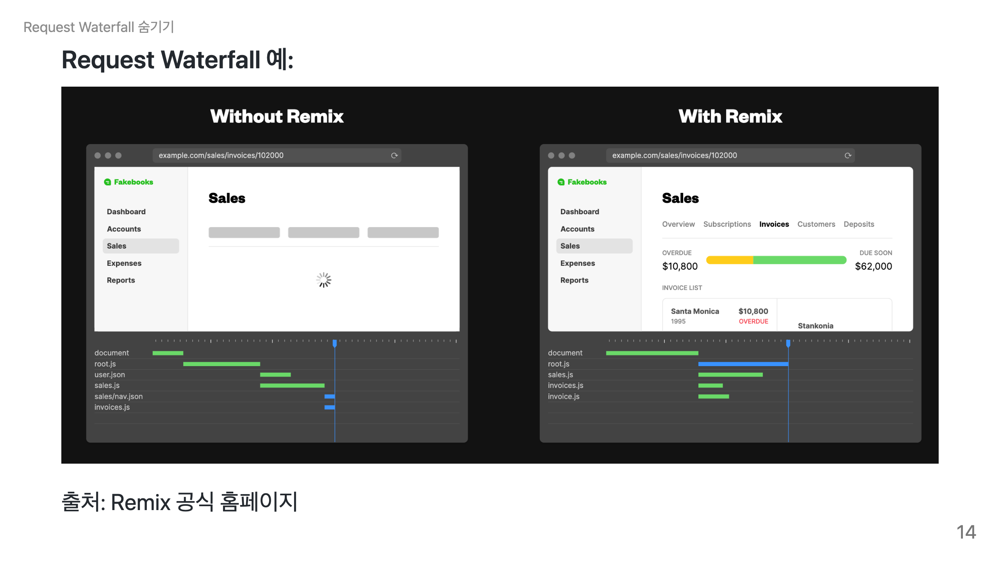 Request Waterfall 숨기기
Request Waterfall 예:
Without Remix
example.com/sales/invoices/102000
Fakebooks
Dashboard
Accounts
Sales
Expenses
Reports
Sales
document
root.js
user.json
sales.js
sales/nav.json
invoices.js
With Remix
example.com/sales/invoices/102000
Fakebooks
Dashboard
Accounts
Sales
Expenses
Reports
Sales
Overview Subscriptions Invoices Customers Deposits
OVERDUE DUE SOON
$10,800 $62,000
INVOICE LIST
Santa Monica $10,800
1995 OVERDUE
Stankonia
document
root.js
sales.js
invoices.js
invoice.js
출처: Remix 공식 홈페이지
14